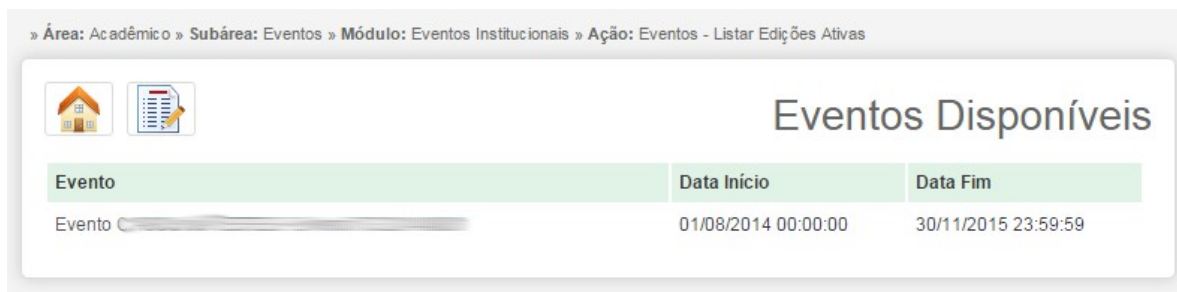 » Área: Acadêmico » Subárea: Eventos » Módulo: Eventos Institucionais » Ação: Eventos - Listar Edições Ativas
Eventos Disponíveis
Evento Data Início Data Fim
Evento 01/08/2014 00:00:00 30/11/2015 23:59:59